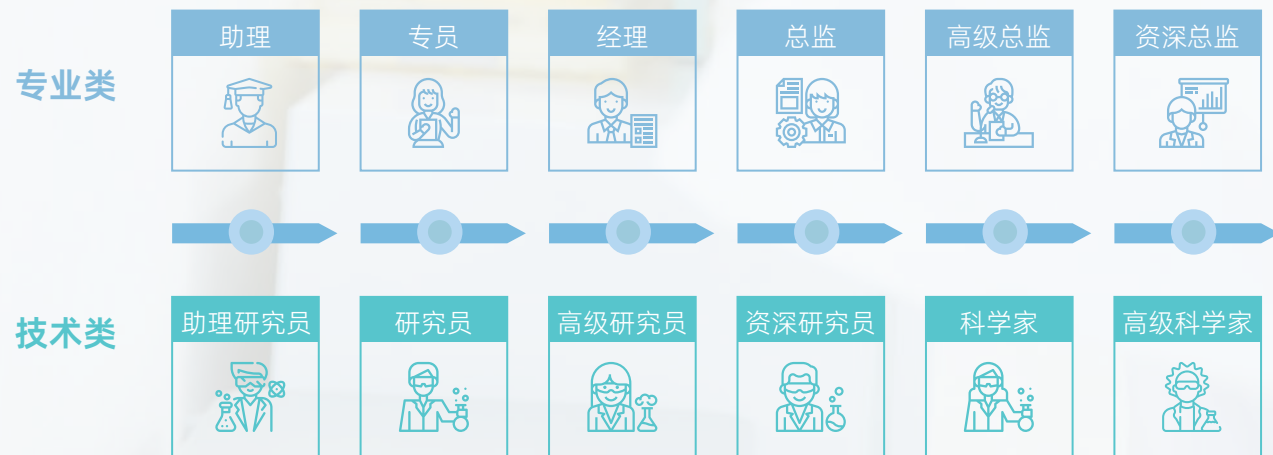 专业类
助理
专员
经理
总监
高级总监
资深总监
技术类
助理研究员
研究员
高级研究员
资深研究员
科学家
高级科学家